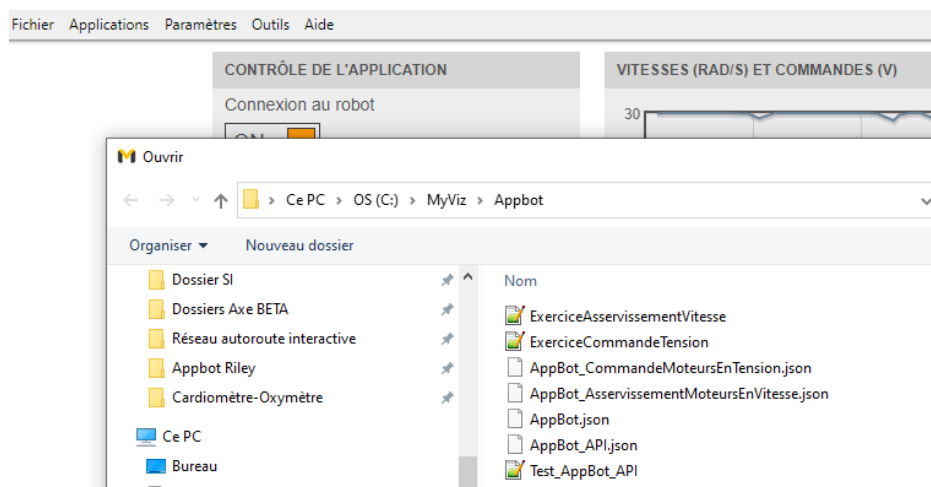 Fichier Applications Paramètres Outils Aide
CONTRÔLE DE L'APPLICATION
VITESSES (RAD/S) ET COMMANDES (V)
Connexion au robot
30
ON
Ouvrir
Ce PC > OS (C:) > MyViz > Appbot
Organiser Nouveau dossier
Nom
Dossier SI
Dossiers Axe BETA
Réseau autoroute interactive
Appbot Riley
Cardiomètre-Oxymètre
Ce PC
Bureau
ExerciceAsservissementVitesse
ExerciceCommandeTension
AppBot_CommandeMoteursEnTension.json
AppBot_AsservissementMoteursEnVitesse.json
AppBot.json
AppBot_API.json
Test_AppBot_API